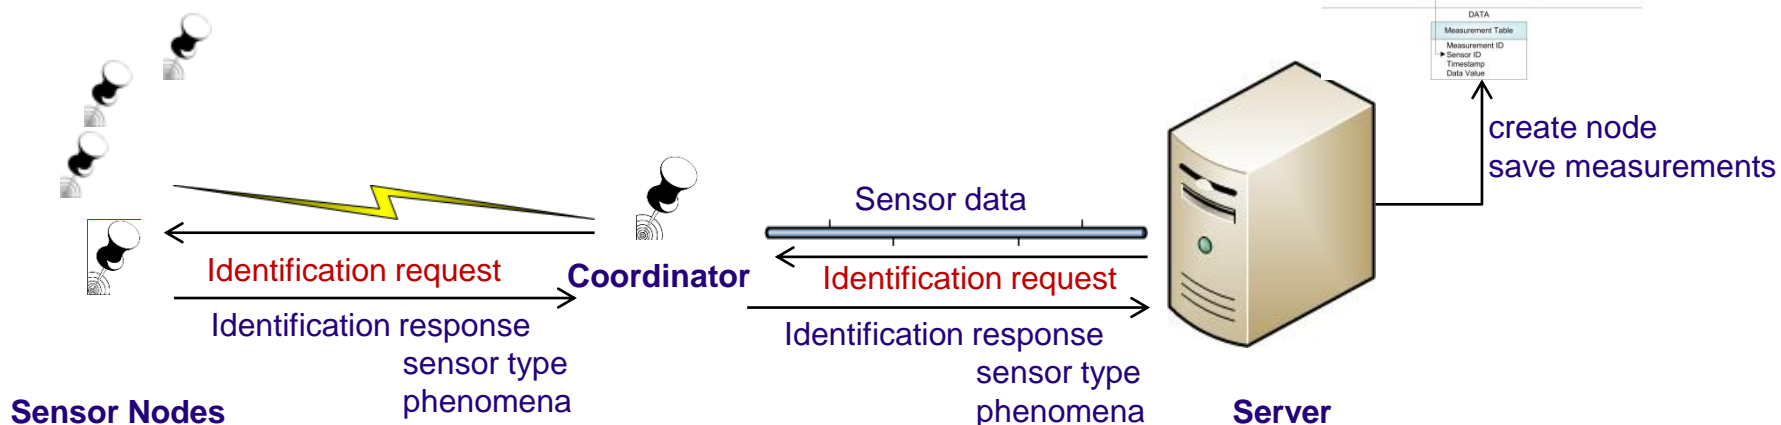 DATA
Measurement Table
Measurement ID
Sensor ID
Timestamp
Data Value
create node
save measurements
Sensor data
Identification request
Coordinator
Identification request
Identification response
sensor type
phenomena
Identification response
sensor type
phenomena
Sensor Nodes
Server